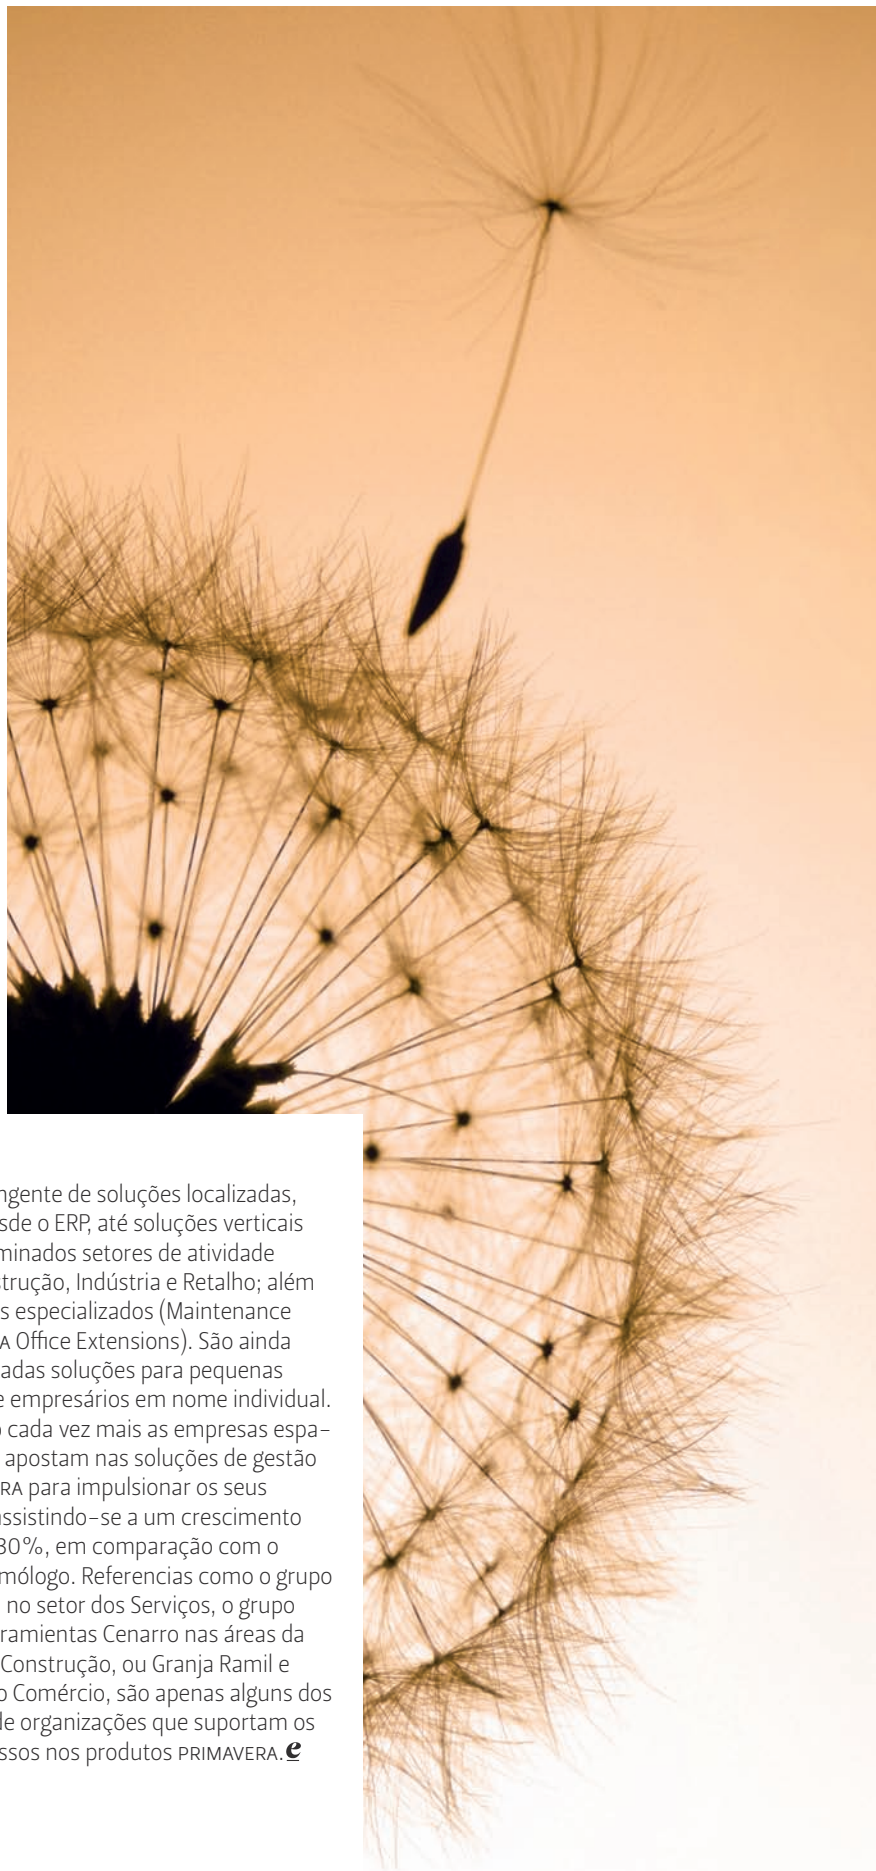 ngente de soluções localizadas,
sde o ERP, até soluções verticais
minados setores de atividade
strução, Indústria e Retalho; além
s especializados (Maintenance
A Office Extensions). São ainda
adas soluções para pequenas
e empresários em nome individual.
o cada vez mais as empresas espa-
apostam nas soluções de gestão
RA para impulsionar os seus
assistindo-se a um crescimento
30%, em comparação com o
mólogo. Referencias como o grupo
no setor dos Serviços, o grupo
ramientas Cenarro nas áreas da
Construção, ou Granja Ramil e
o Comércio, são apenas alguns dos
de organizações que suportam os
ssos nos produtos PRIMAVERA. e